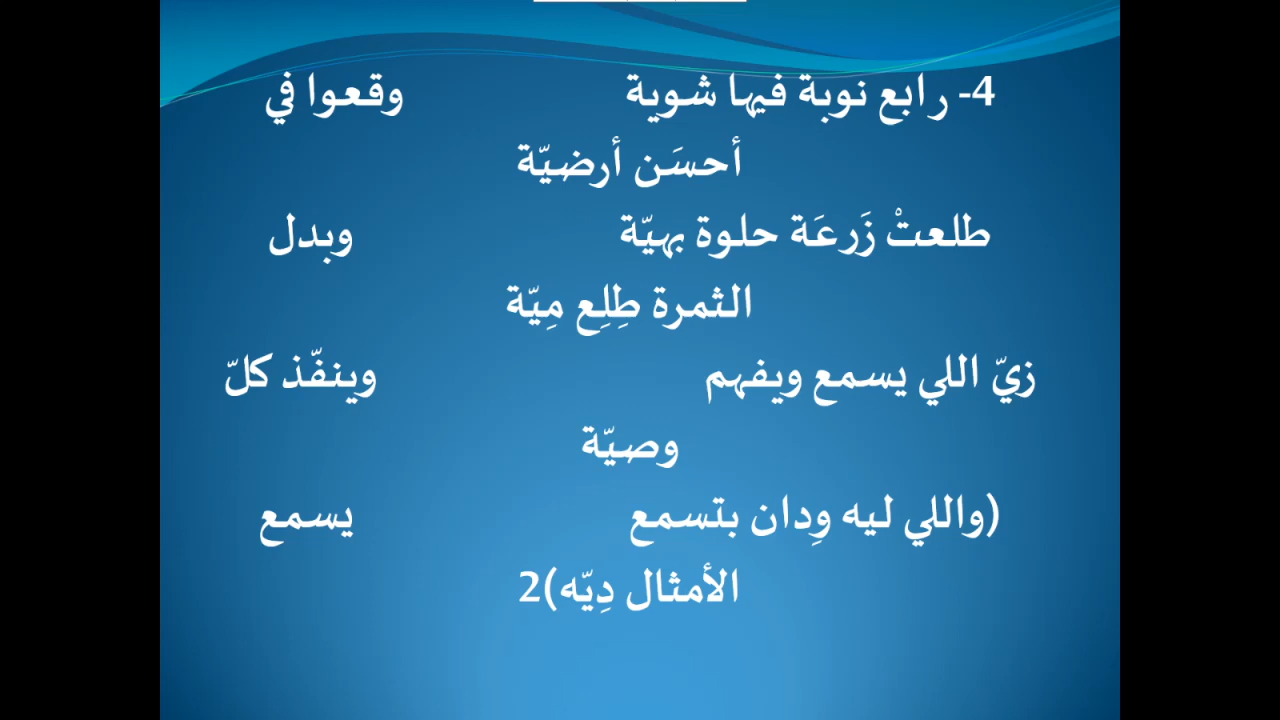 4- رابع نوبة فيها شوية وقعوا في
أحسَن أرضيّة
طلعتْ زَرعَة حلوة بهيّة وبدل
الثمرة طِلِع مِيّة
زيّ اللي يسمع ويفهم وينفّذ كلّ
وصيّة
(واللي ليه وِدان بتسمع يسمع
الأمثال دِيّه)2